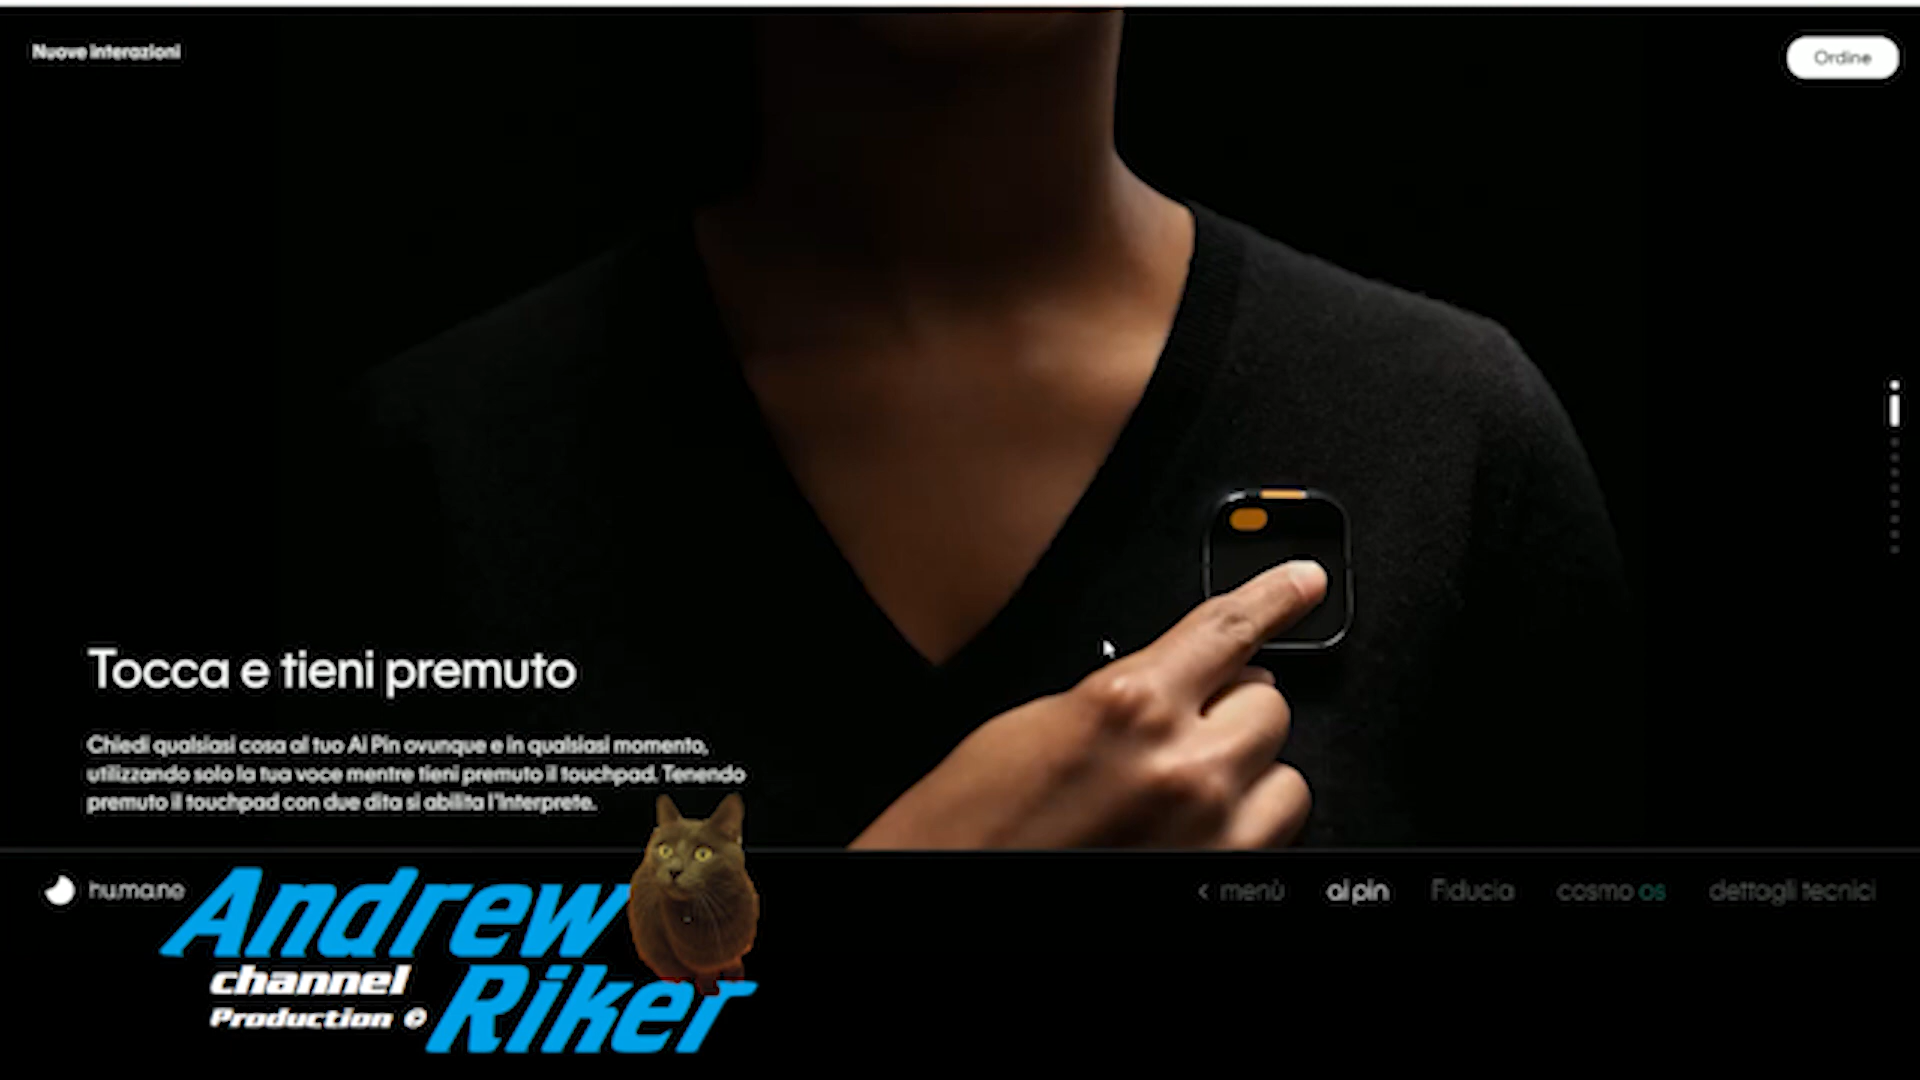 Nuove interazioni
Ordine
Tocca e tieni premuto
Chiedi qualsiasi cosa al tuo Ai Pin ovunque e in qualsiasi momento,
utilizzando solo la tua voce mentre tieni premuto il touchpad. Tenendo
premuto il touchpad con due dita si abilita l'Interprete.
humane
< menù
ai pin
Fiducia
cosmo os
dettagli tecnici
Andrew
channel
Riker
Production ©